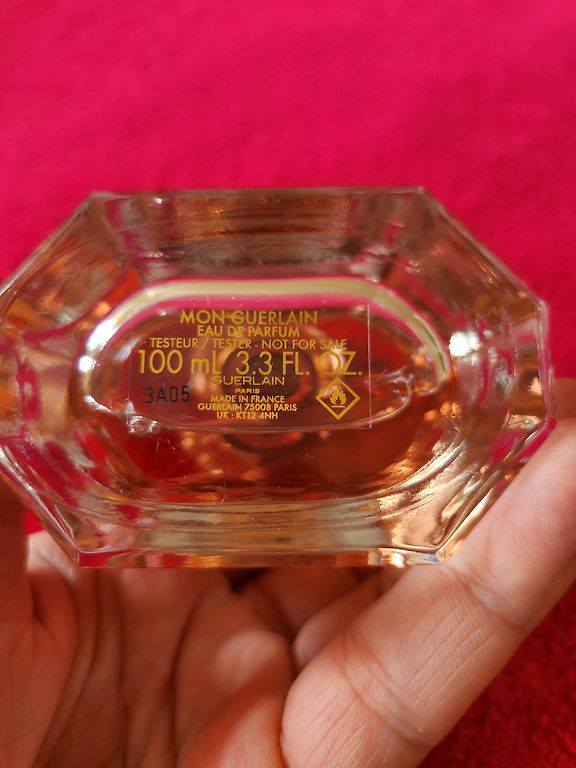 MON GUERLAIN
EAU DE PARFUM
TESTEUR / TESTER - NOT FOR SALE
100 mL 3.3 FL. OZ.
GUERLAIN
PARIS
3A05
MADE IN FRANCE
GUERLAIN 75008 PARIS
UK : KT12 4NH